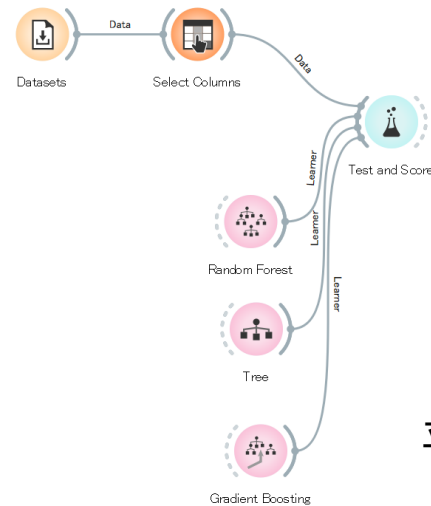 Data
Datasets
Select Columns
Data
Test and Score
Learner
Learner
Learner
Random Forest
Tree
Gradient Boosting